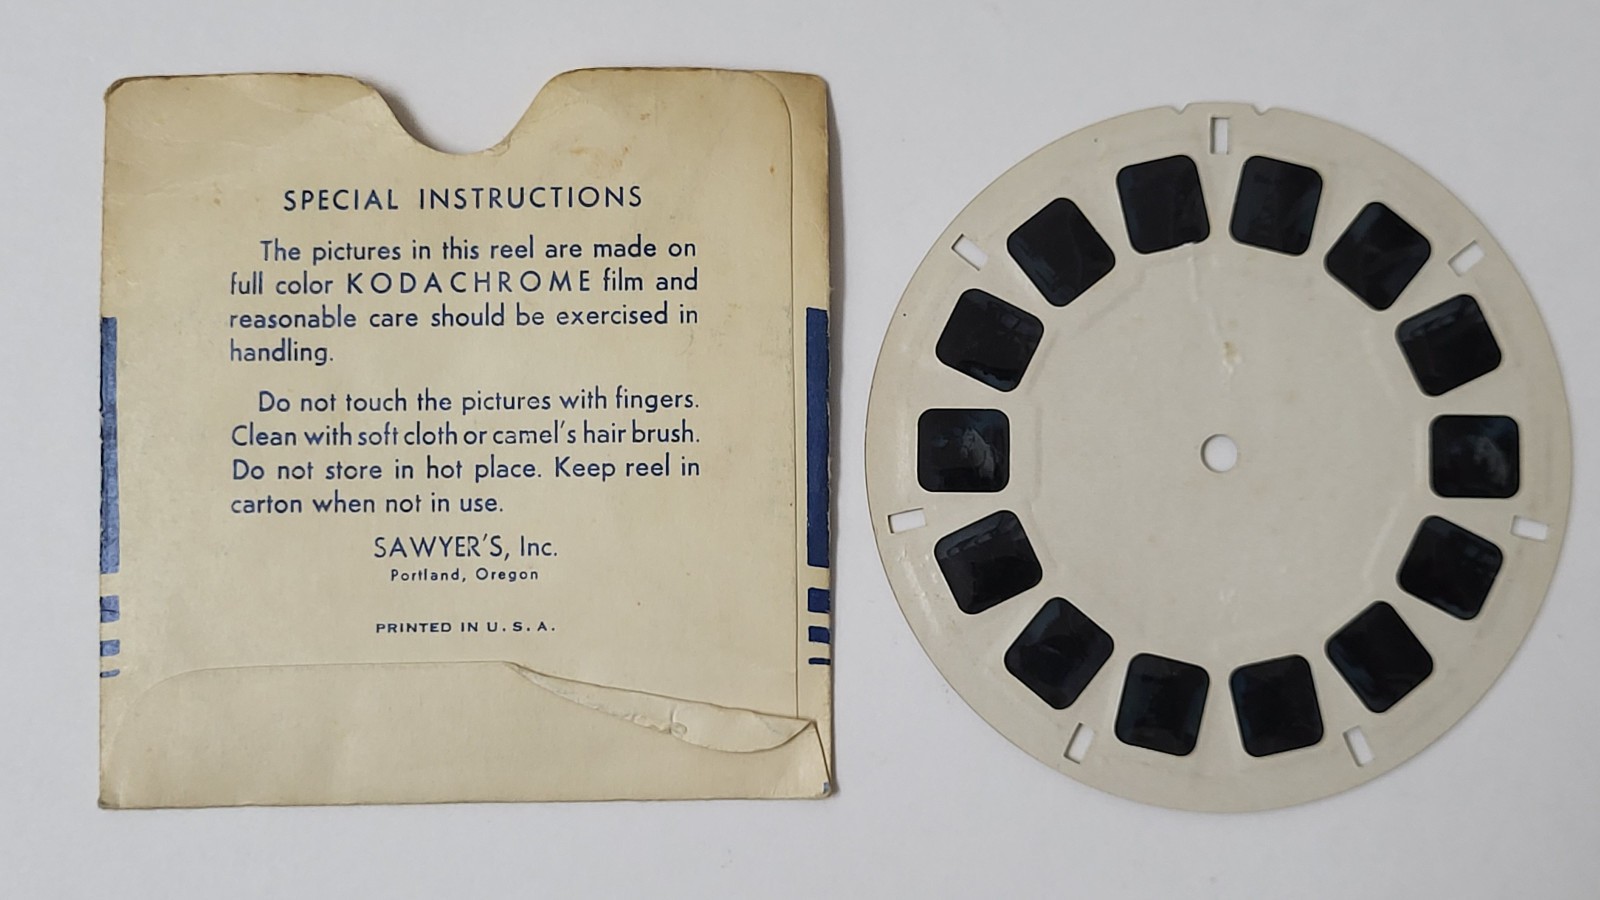 SPECIAL INSTRUCTIONS
The pictures in this reel are made on
full color KODACHROME film and
reasonable care should be exercised in
handling.
Do not touch the pictures with fingers.
Clean with soft cloth or camel's hair brush.
Do not store in hot place. Keep reel in
carton when not in use.
SAWYER'S, Inc.
Portland, Oregon
PRINTED IN U. S. A.